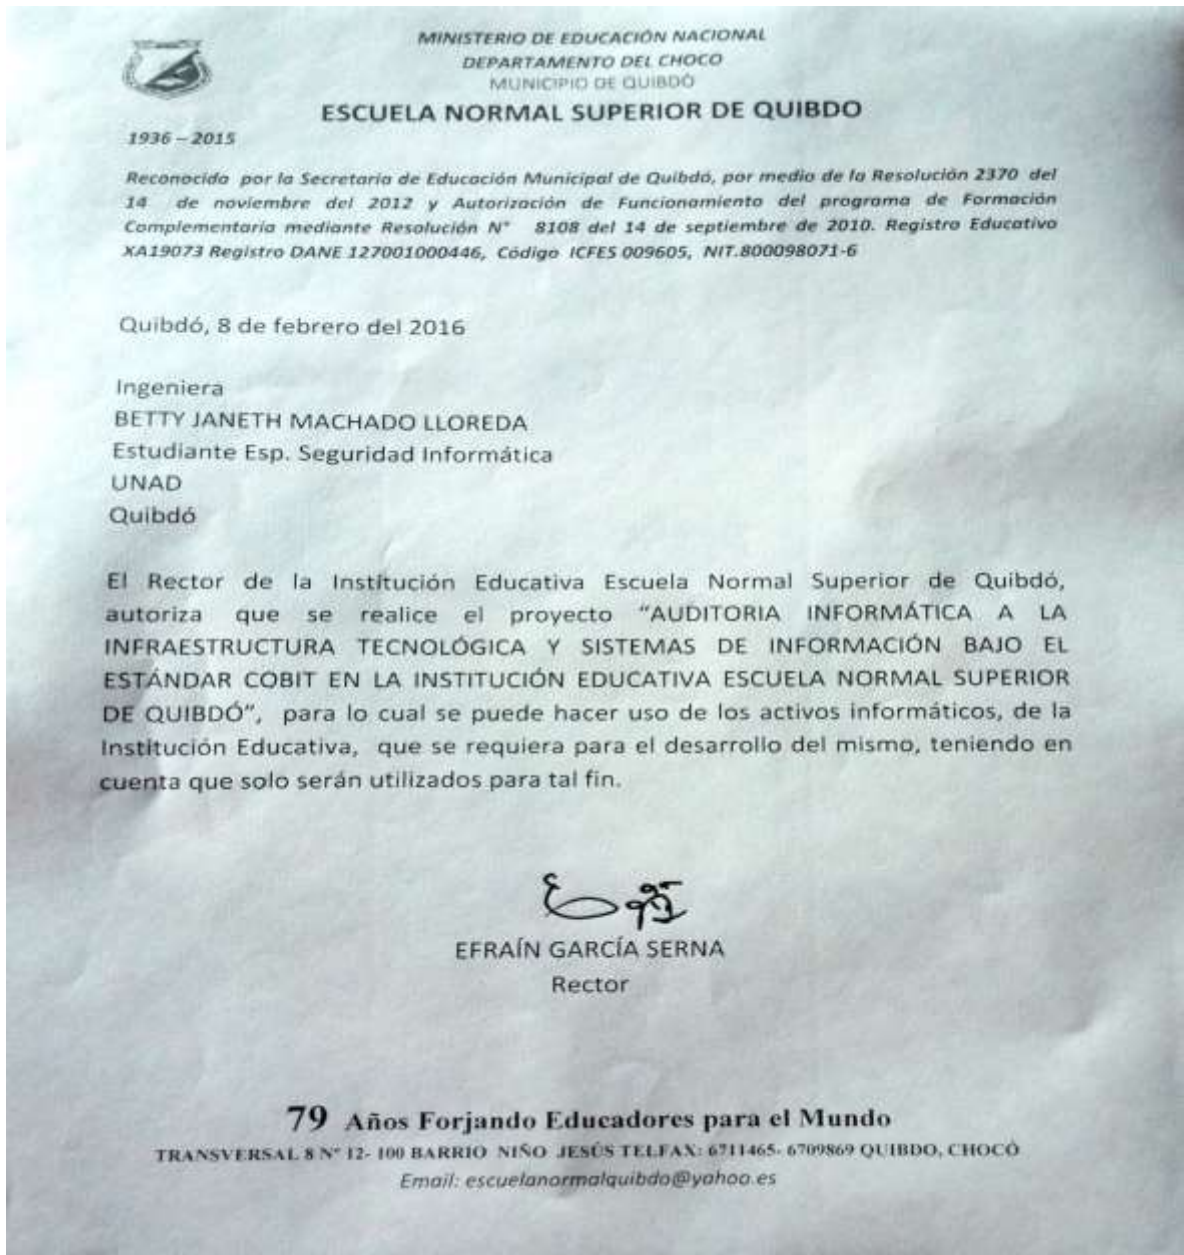 MINISTERIO DE EDUCACIÓN NACIONAL
DEPARTAMENTO DEL CHOCO
MUNICIPIO DE QUIBDÓ
ESCUELA NORMAL SUPERIOR DE QUIBDO
1936 – 2015
Reconocida por la Secretaria de Educación Municipal de Quibdó, por medio de la Resolución 2370 del
14 de noviembre del 2012 y Autorización de Funcionamiento del programa de Formación
Complementaria mediante Resolución N° 8108 del 14 de septiembre de 2010. Registro Educativo
XA19073 Registro DANE 127001000446, Código ICFES 009605, NIT.800098071-6
Quibdó, 8 de febrero del 2016
Ingeniera
BETTY JANETH MACHADO LLOREDA
Estudiante Esp. Seguridad Informática
UNAD
Quibdó
El Rector de la Institución Educativa Escuela Normal Superior de Quibdó,
autoriza que se realice el proyecto “AUDITORIA INFORMÁTICA A LA
INFRAESTRUCTURA TECNOLÓGICA Y SISTEMAS DE INFORMACIÓN BAJO EL
ESTÁNDAR COBIT EN LA INSTITUCIÓN EDUCATIVA ESCUELA NORMAL SUPERIOR
DE QUIBDÓ”, para lo cual se puede hacer uso de los activos informáticos, de la
Institución Educativa, que se requiera para el desarrollo del mismo, teniendo en
cuenta que solo serán utilizados para tal fin.
EFRAÍN GARCÍA SERNA
Rector
79 Años Forjando Educadores para el Mundo
TRANSVERSAL 8 N° 12- 100 BARRIO NIÑO JESÚS TELFAX: 6711465- 6709869 QUIBDO, CHOCÓ
Email: escuelanormalquibdo@yahoo.es